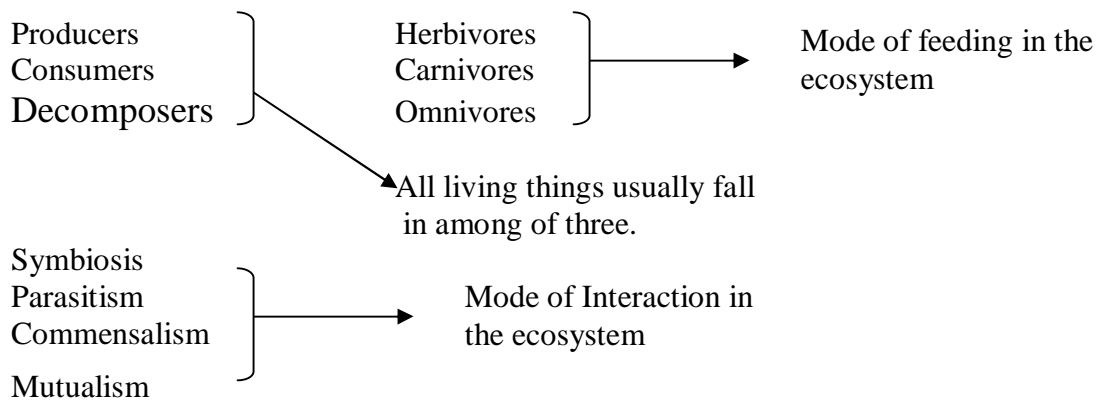 Producers
Consumers
Decomposers
Herbivores
Carnivores
Omnivores
Mode of feeding in the
ecosystem
All living things usually fall
in among of three.
Symbiosis
Parasitism
Commensalism
Mutualism
Mode of Interaction in
the ecosystem